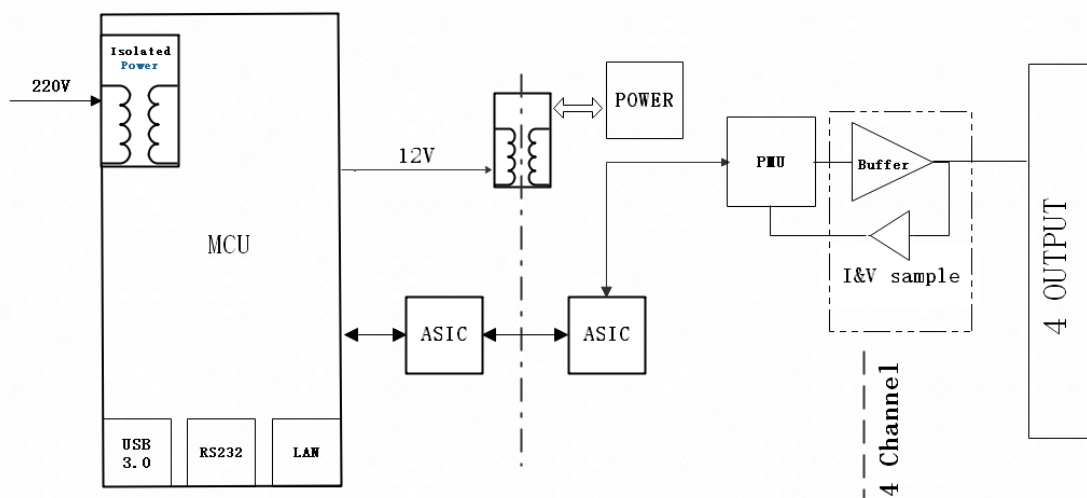 Isolated
Power
220V
MCU
USB
3.0
RS232
LAN
12V
POWER
ASIC
ASIC
PMU
Buffer
I&V sample
4 Channel
4 OUTPUT